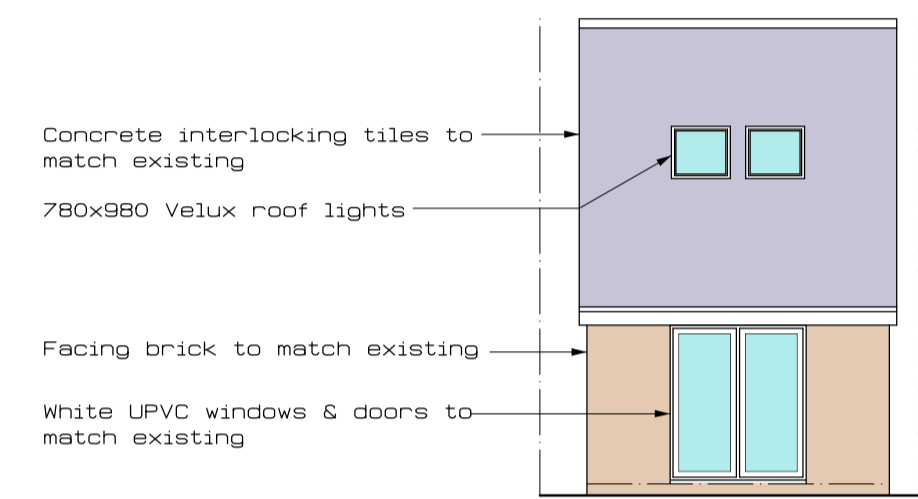 Concrete interlocking tiles to
match existing
780x980 Velux roof lights
Facing brick to match existing
White UPVC windows & doors to
match existing